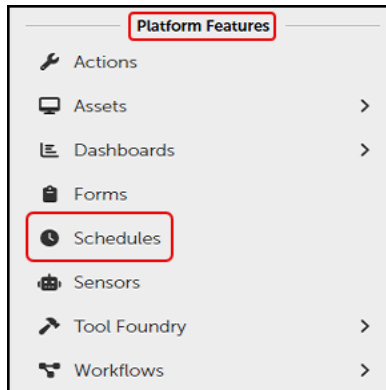 Platform Features
Actions
Assets
Dashboards
Forms
Schedules
Sensors
Tool Foundry
Workflows